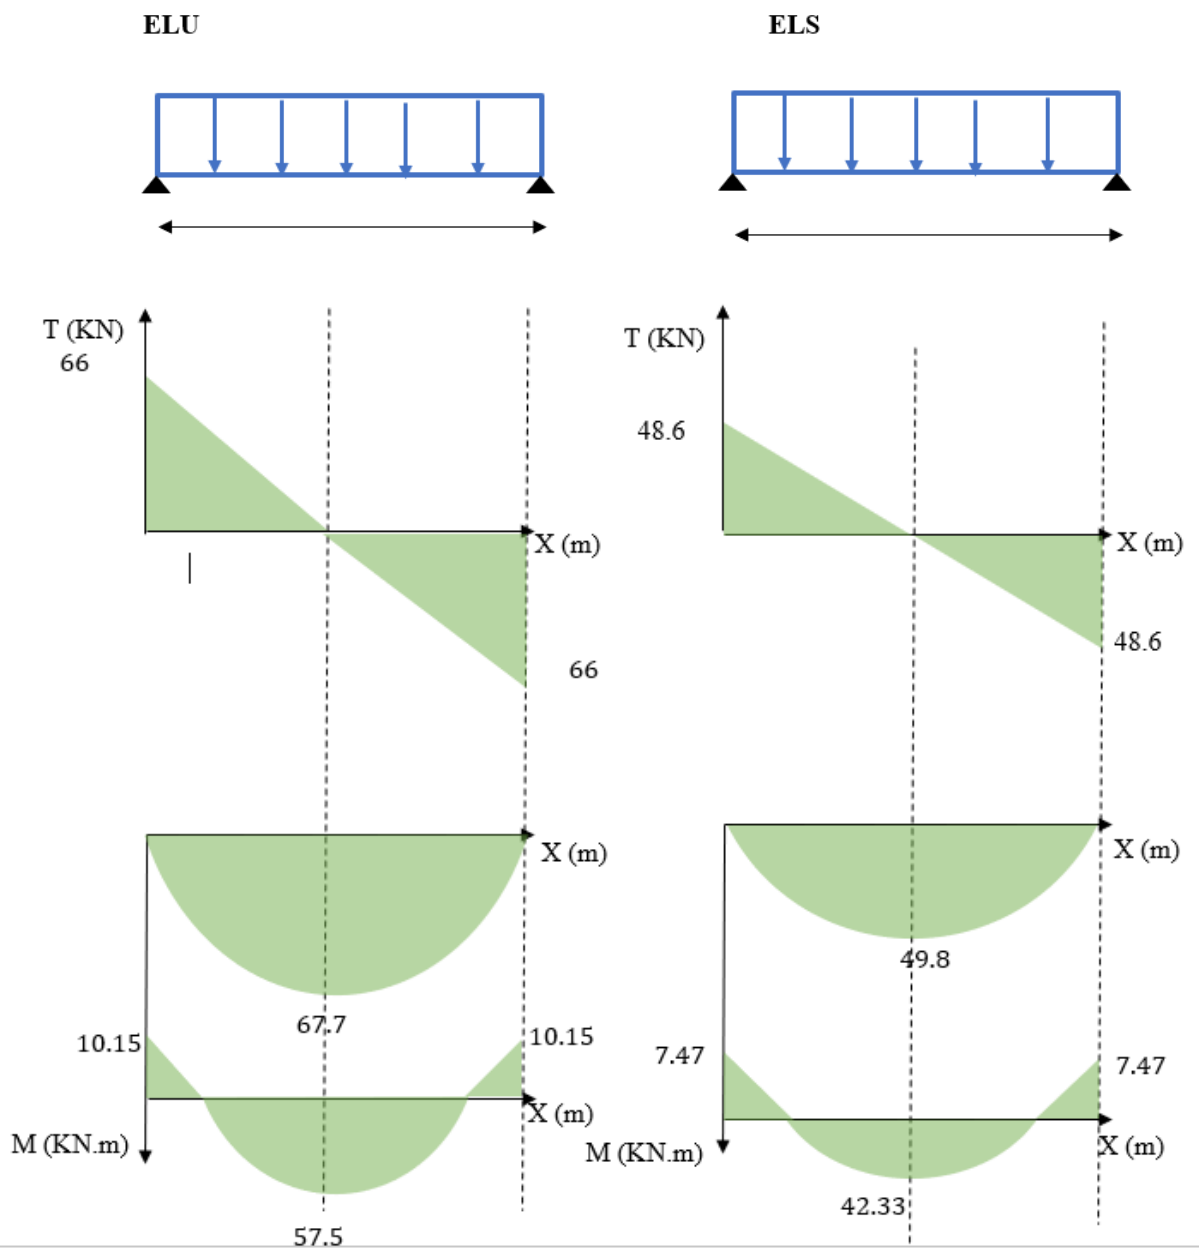 ELU
ELS
T (KN)
66
X (m)
66
T (KN)
48.6
X (m)
48.6
X (m)
67.7
10.15
10.15
X (m)
M (KN.m)
57.5
X (m)
49.8
7.47
7.47
X (m)
M (KN.m)
42.33